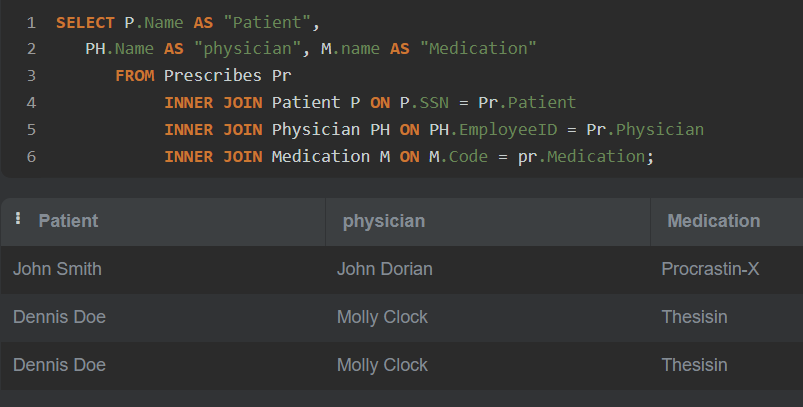 1 SELECT P.Name AS "Patient",
2 PH.Name AS "physician", M.name AS "Medication"
3 FROM Prescribes Pr
4 INNER JOIN Patient P ON P.SSN = Pr.Patient
5 INNER JOIN Physician PH ON PH.EmployeeID = Pr.Physician
6 INNER JOIN Medication M ON M.Code = pr.Medication;
Patient physician Medication
John Smith John Dorian Procrastin-X
Dennis Doe Molly Clock Thesisin
Dennis Doe Molly Clock Thesisin